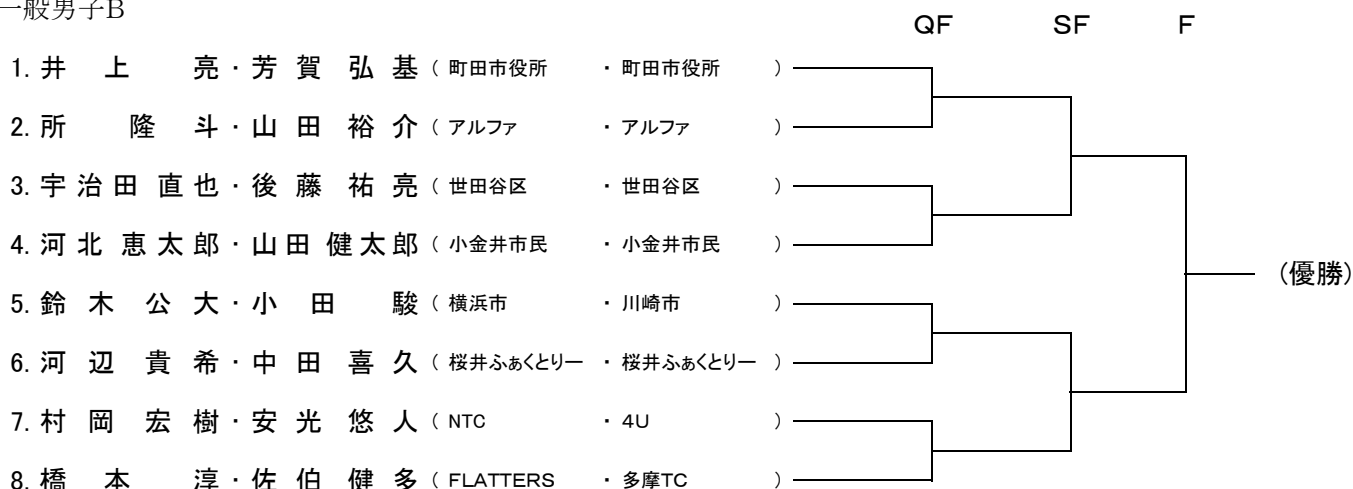 一般男子B
QF SF F
1. 井上 亮・芳賀弘基 ( 町田市役所 ・ 町田市役所 )
2. 所 隆斗・山田裕介 ( アルファ ・ アルファ )
3. 宇治田直也・後藤祐亮 ( 世田谷区 ・ 世田谷区 )
4. 河北恵太郎・山田健太郎 ( 小金井市民 ・ 小金井市民 )
(優勝)
5. 鈴木公大・小田 駿 ( 横浜市 ・ 川崎市 )
6. 河辺貴希・中田喜久 ( 桜井ふぁくとりー ・ 桜井ふぁくとりー )
7. 村岡宏樹・安光悠人 ( NTC ・ 4U )
8. 橋本 淳・佐伯健多 ( FLATTERS ・ 多摩TC )